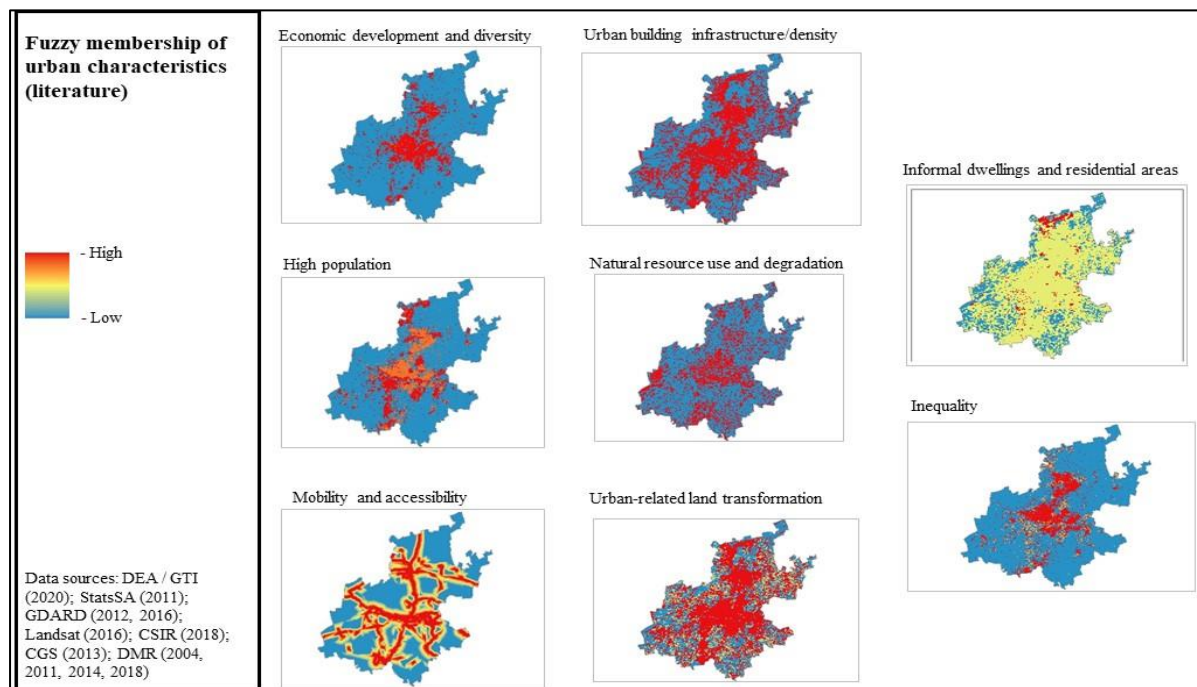 Fuzzy membership of
urban characteristics
(literature)
- High
- Low
Data sources: DEA / GTI
(2020); StatsSA (2011);
GDARD (2012, 2016);
Landsat (2016); CSIR (2018);
CGS (2013); DMR (2004,
2011, 2014, 2018)
Economic development and diversity
Urban building infrastructure/density
Informal dwellings and residential areas
High population
Natural resource use and degradation
Inequality
Mobility and accessibility
Urban-related land transformation